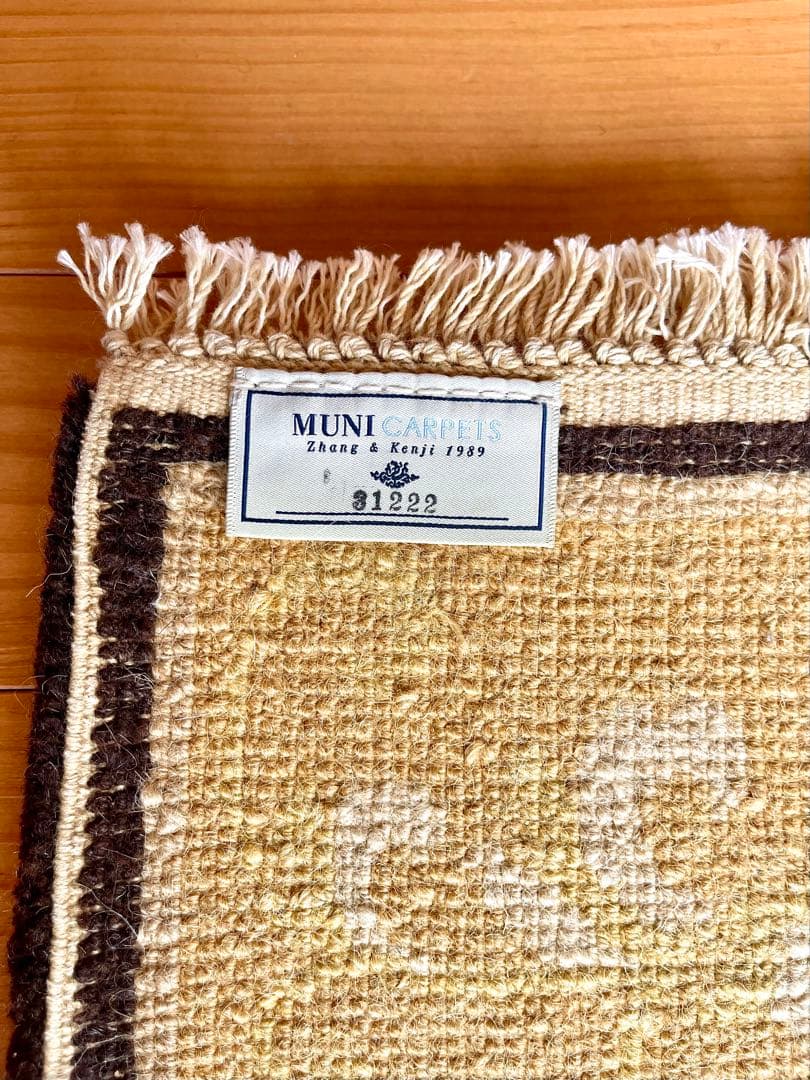 MUNI CARPETS
Zhang & Kenji 1989
31222